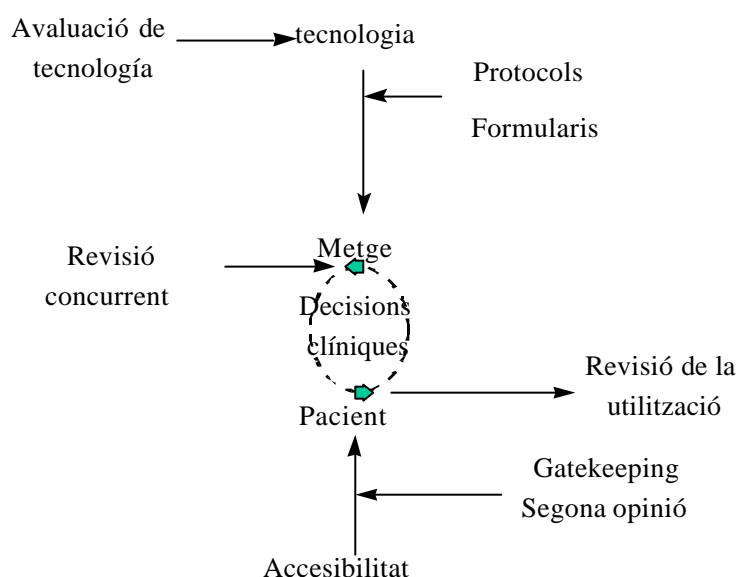 Avaluació de
tecnología
tecnologia
Protocols
Formularis
Metge
Revisió
concurrent
Decisions
clíniques
Revisió de la
utilització
Pacient
Gatekeeping
Segona opinió
Accesibilitat